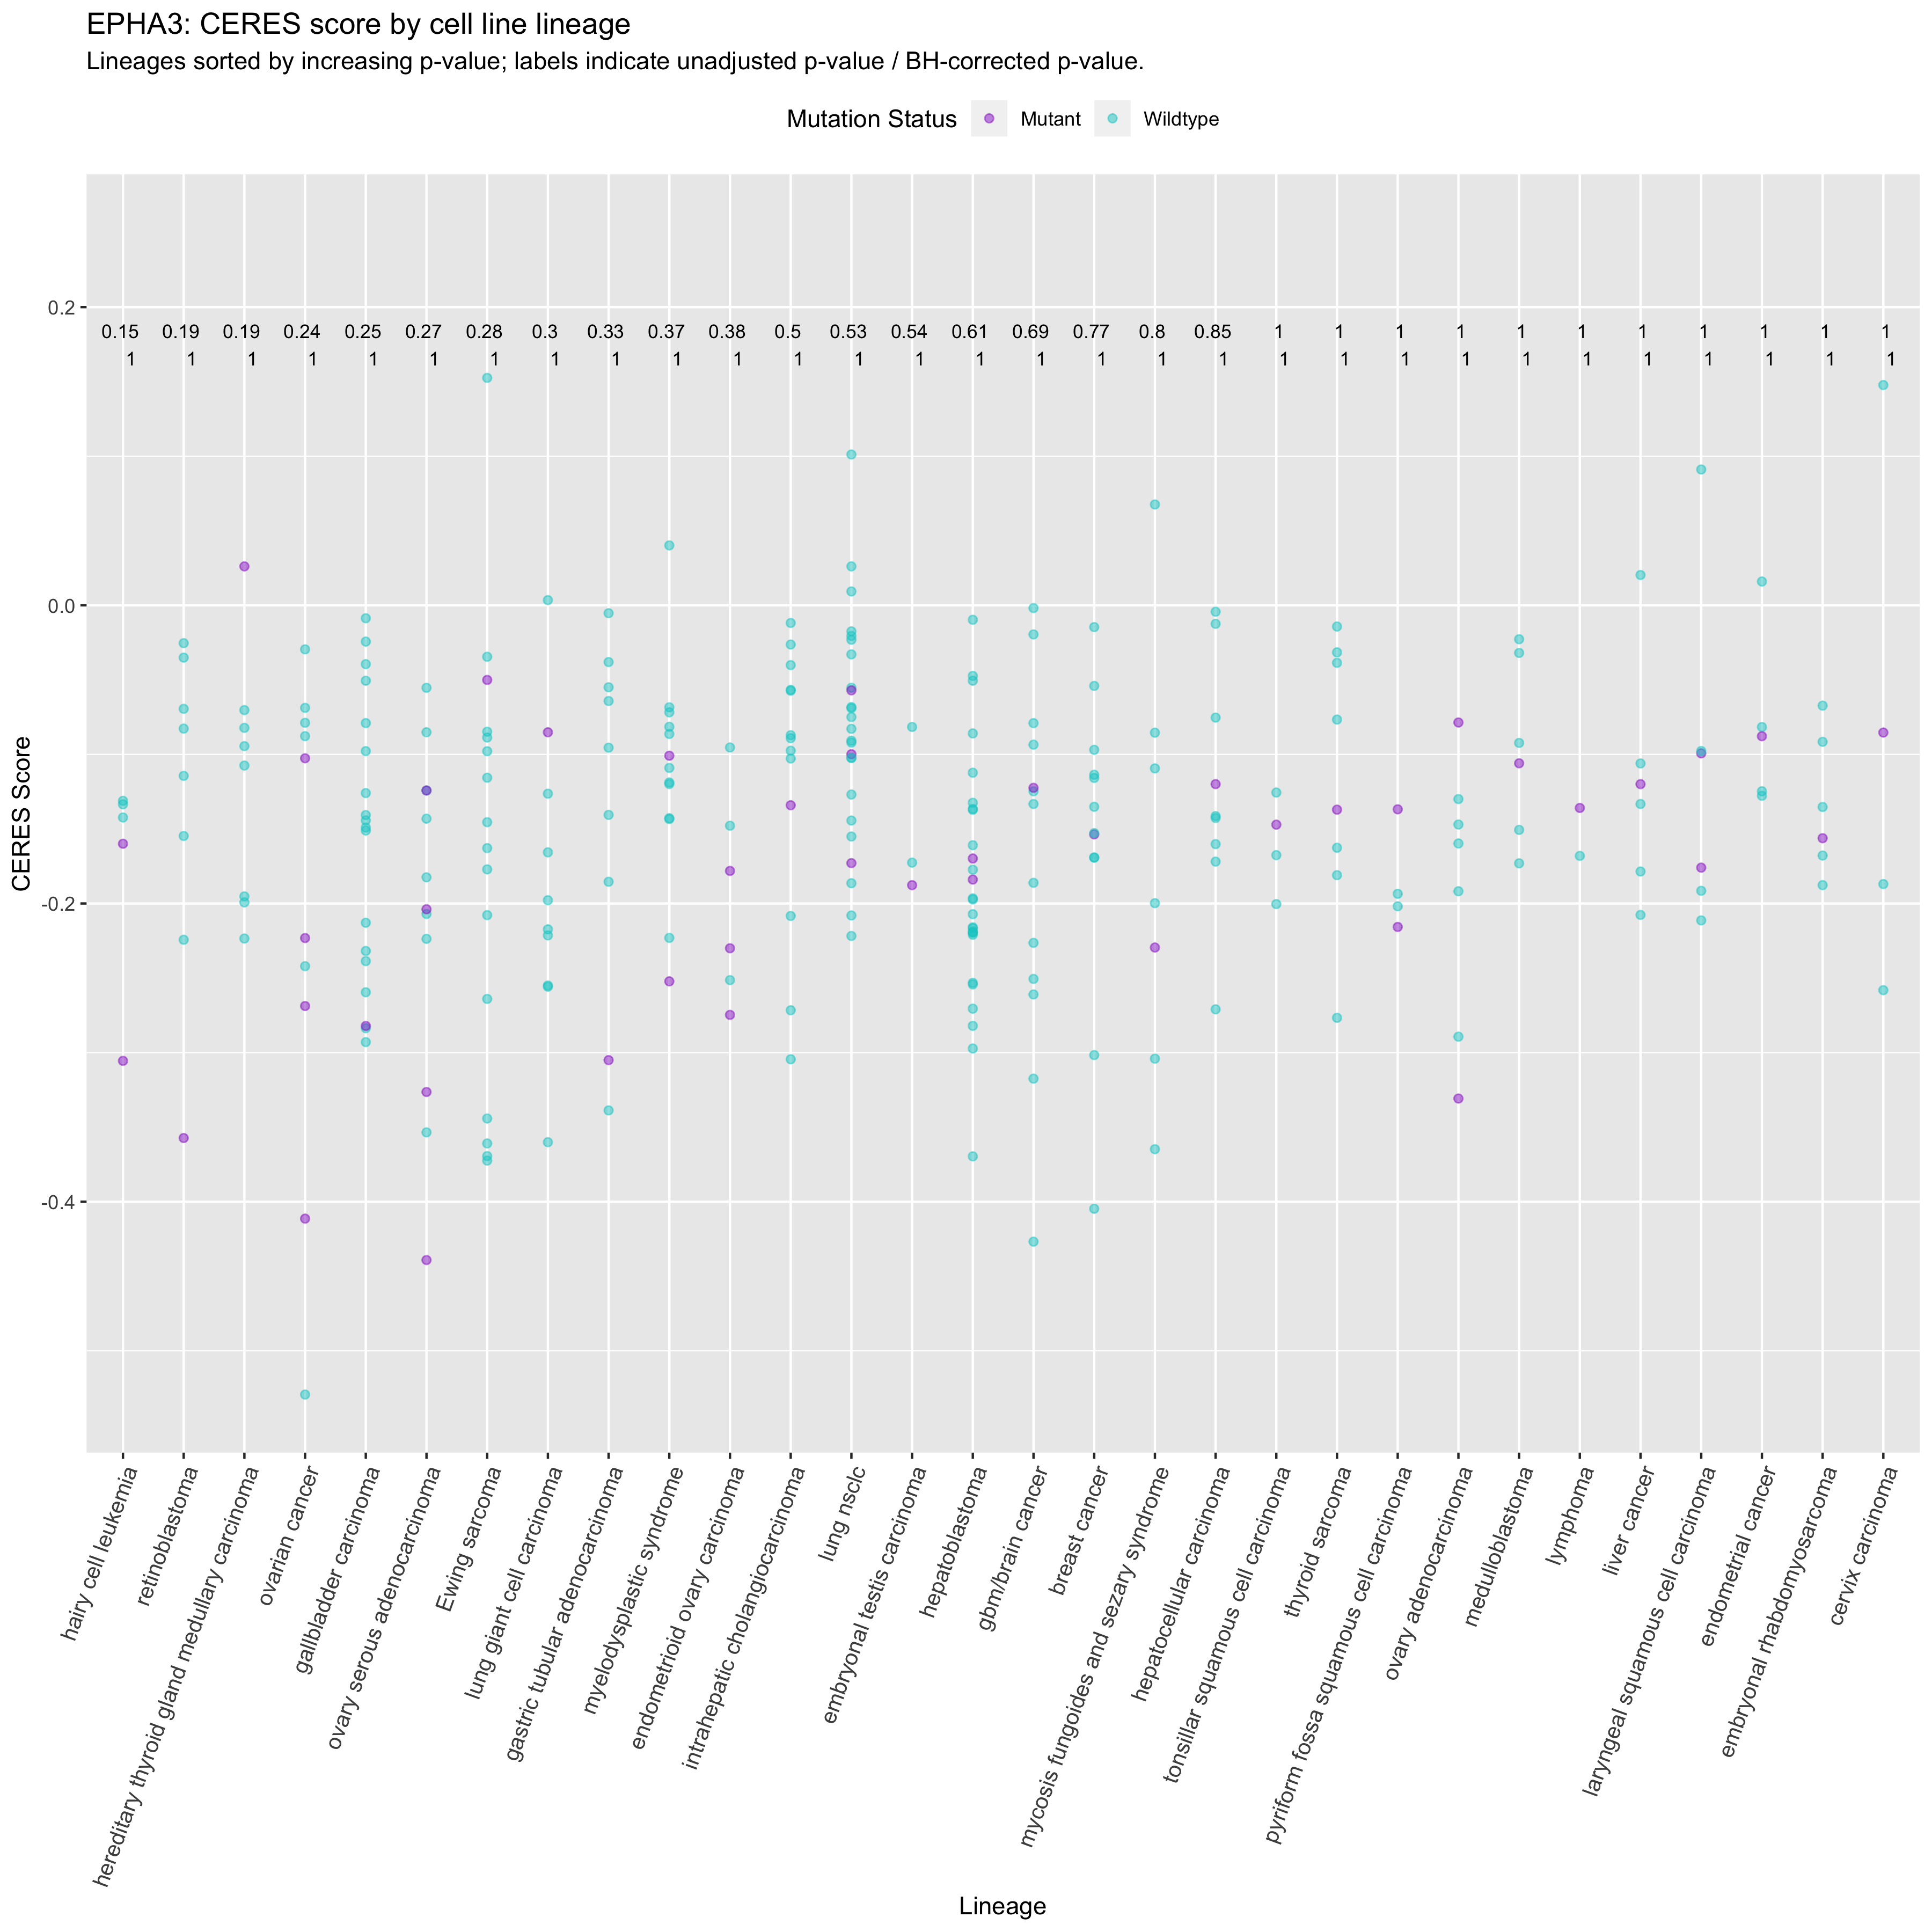 EPHA3: CERES score by cell line lineage
Lineages sorted by increasing p-value; labels indicate unadjusted p-value / BH-corrected p-value.
Mutation Status Mutant Wildtype
0.2
0.15 0.19 0.19 0.24 0.25 0.27 0.28 0.3 0.33 0.37 0.38 0.5 0.53 0.54 0.61 0.69 0.77 0.8 0.85 1 1 1 1 1 1 1 1 1 1 1
1 1 1 1 1 1 1 1 1 1 1 1 1 1 1 1 1 1 1 1 1 1 1 1 1 1 1 1 1 1
0.0
-0.2
-0.4
CERES Score
hairy cell leukemia
retinoblastoma
hereditary thyroid gland medullary carcinoma
ovarian cancer
gallbladder carcinoma
ovary serous adenocarcinoma
Ewing sarcoma
lung giant cell carcinoma
gastric tubular adenocarcinoma
myelodysplastic syndrome
endometrioid ovary carcinoma
intrahepatic cholangiocarcinoma
lung nsclc
embryonal testis carcinoma
hepatoblastoma
gbm/brain cancer
breast cancer
mycosis fungoides and sezary syndrome
hepatocellular carcinoma
tonsillar squamous cell carcinoma
thyroid sarcoma
pyriform fossa squamous cell carcinoma
ovary adenocarcinoma
medulloblastoma
lymphoma
liver cancer
laryngeal squamous cell carcinoma
endometrial cancer
embryonal rhabdomyosarcoma
cervix carcinoma
Lineage